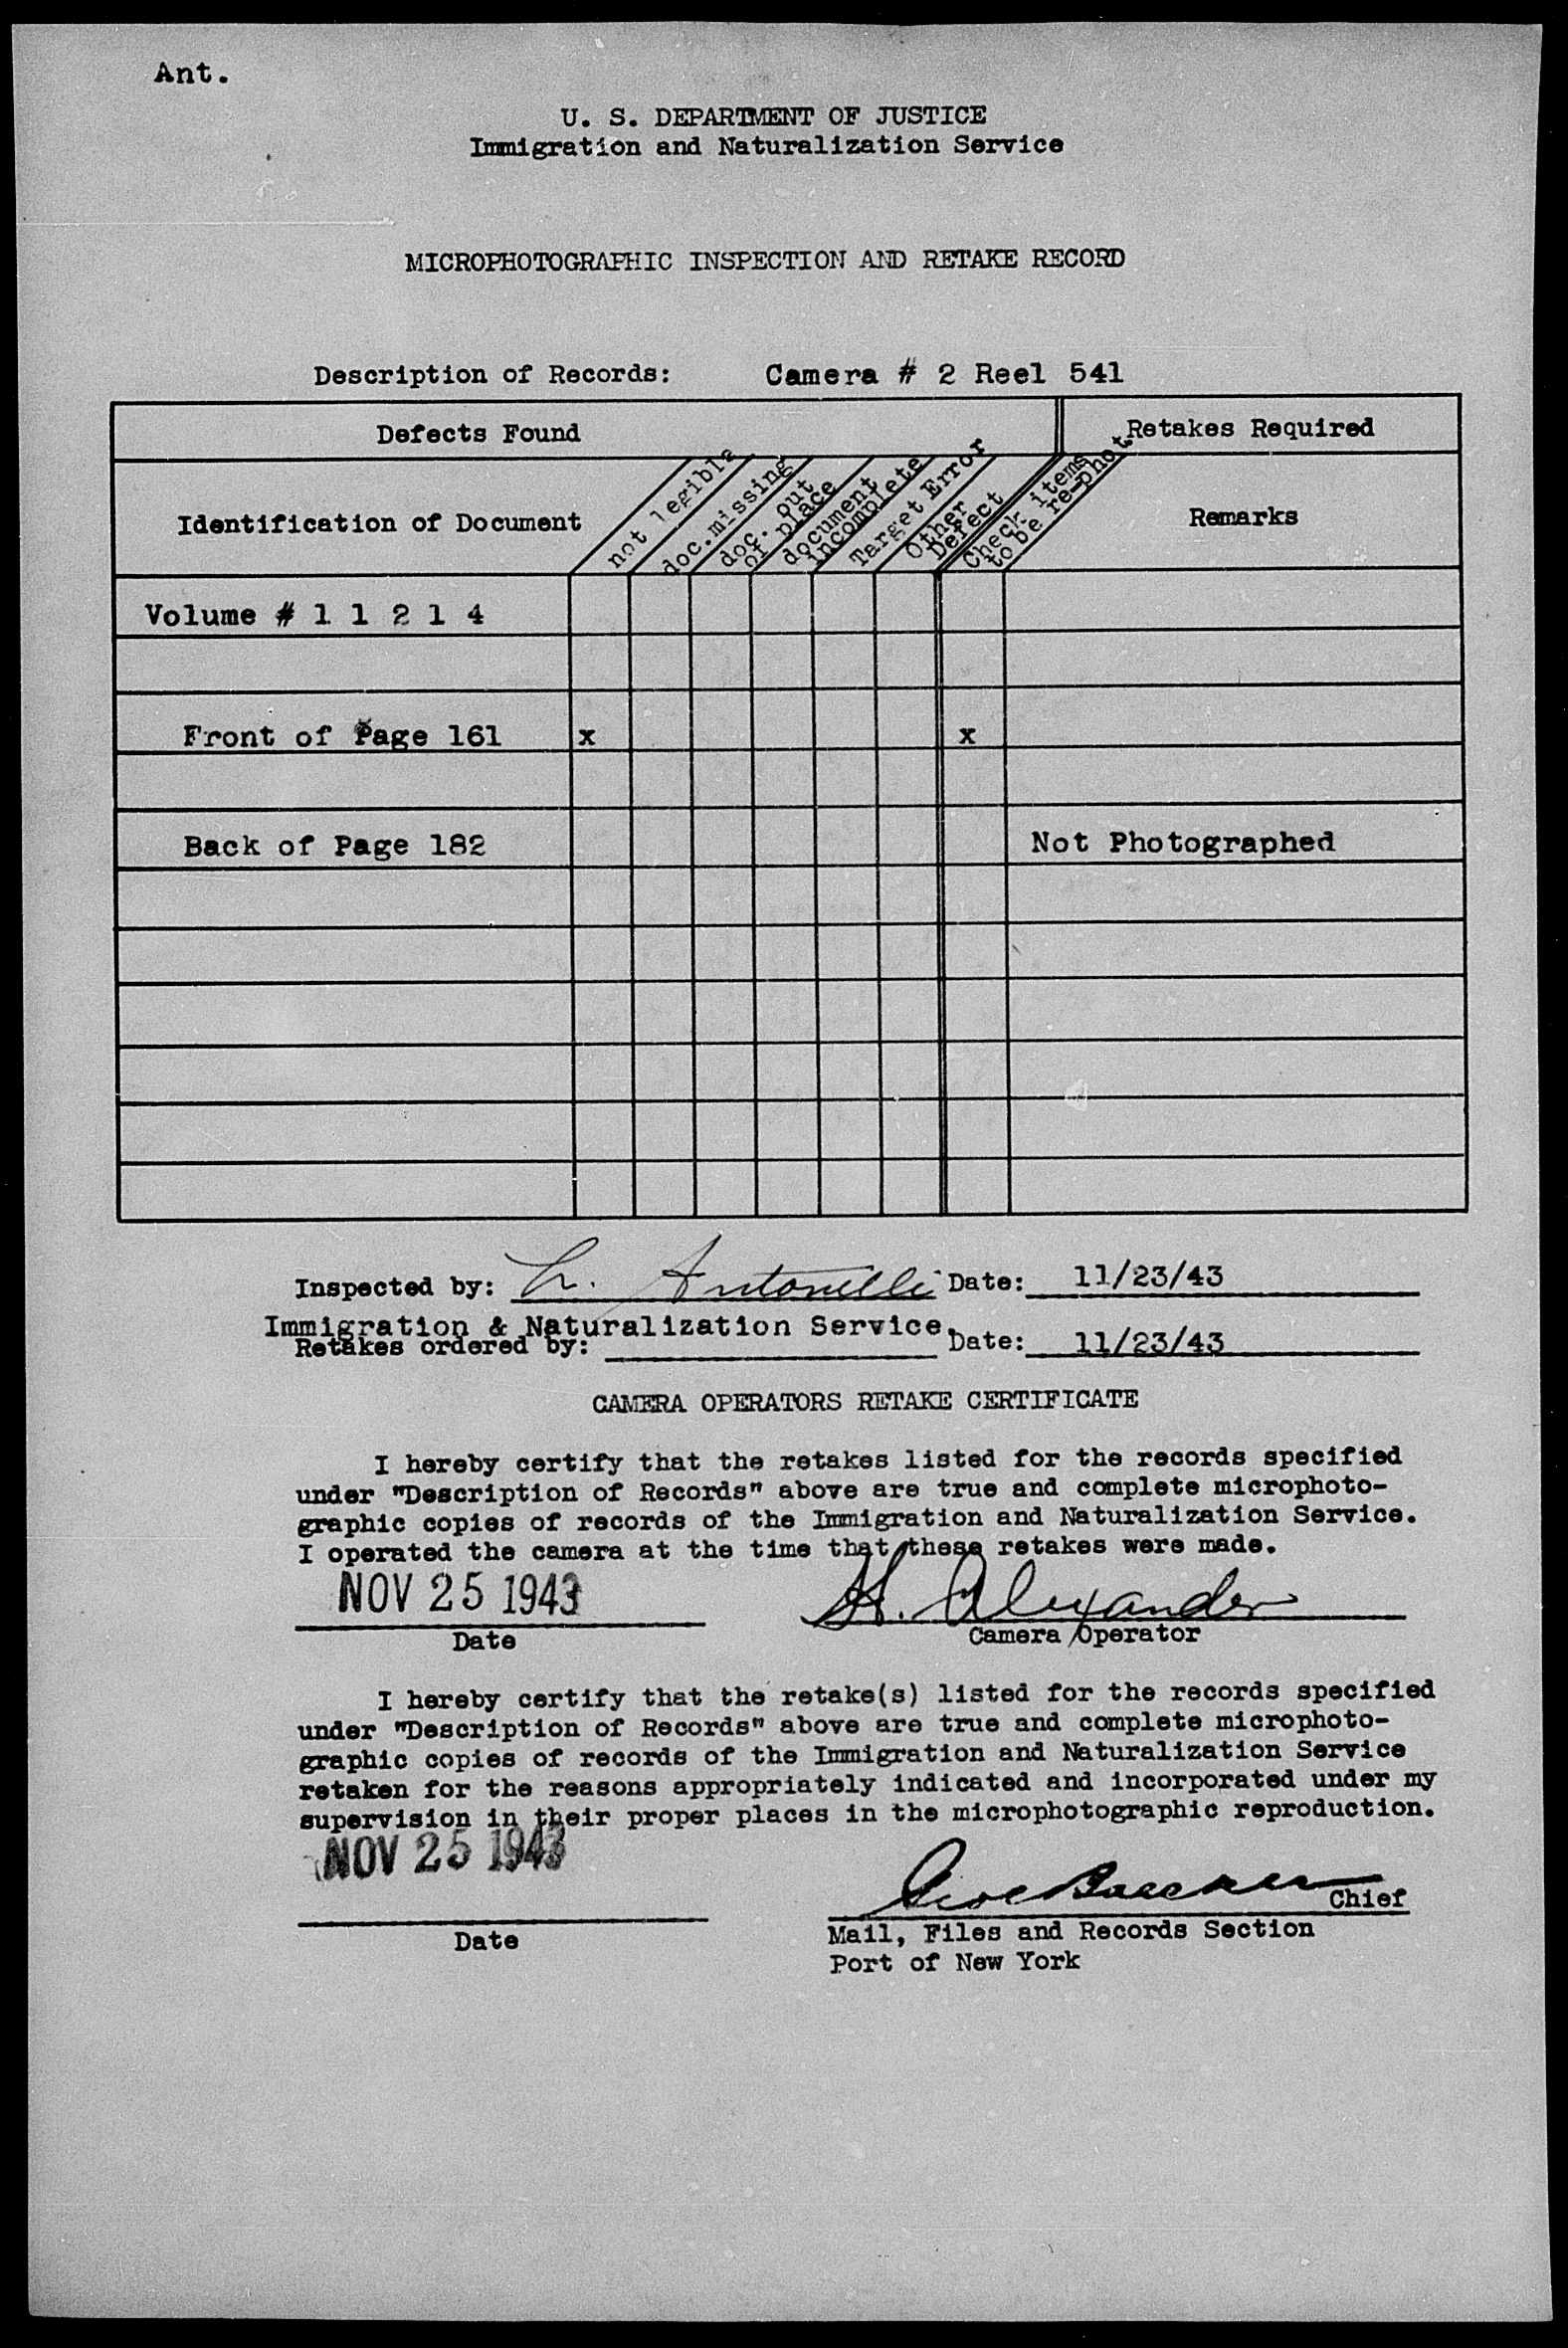 Ant.
U. S. DEPARTMENT OF JUSTICE
Immigration and Naturalization Service
MICROPHOTOGRAPHIC INSPECTION AND RETAKE RECORD
Description of Records: Camera # 2 Reel 541
Defects Found
Retakes Required
Identification of Document
not legible
doc.missing
doc. out
of place
document
incomplete
Target Error
Other
Defect
Check items
to be re-phot.
Remarks
Volume # 1 1 2 1 4
Front of Page 161 x x
Back of Page 182 Not Photographed
Inspected by: L. Antonelli Date: 11/23/43
Immigration & Naturalization Service.
Retakes ordered by: Date: 11/23/43
CAMERA OPERATORS RETAKE CERTIFICATE
I hereby certify that the retakes listed for the records specified
under "Description of Records" above are true and complete microphoto-
graphic copies of records of the Immigration and Naturalization Service.
I operated the camera at the time that these retakes were made.
NOV 25 1943 H. Alexander
Date Camera Operator
I hereby certify that the retake(s) listed for the records specified
under "Description of Records" above are true and complete microphoto-
graphic copies of records of the Immigration and Naturalization Service
retaken for the reasons appropriately indicated and incorporated under my
supervision in their proper places in the microphotographic reproduction.
NOV 25 1943
Chief
Date
Mail, Files and Records Section
Port of New York